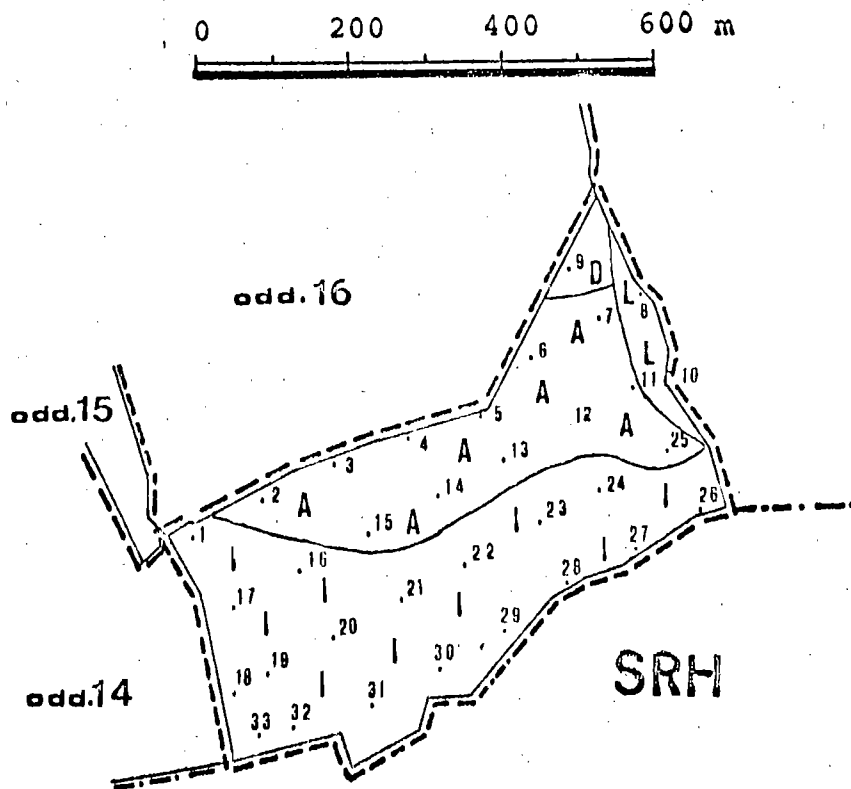 0 200 400 600 m
9 D
odd. 16 L 8
7 A
6
L
11 10
A
odd.15 5 12 A
4 25
3 A 13
2 14 24 I 26
A 15 A I 23
1 27
I 16 22 I
28
17 I 21 I
I 20 29
I 30
19
18 I 31 SRH
odd.14
33 32